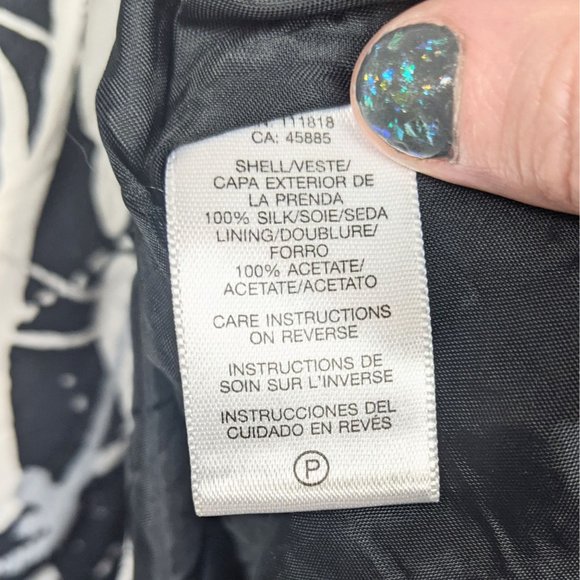 111818
CA: 45885
SHELL/VESTE/
CAPA EXTERIOR DE
LA PRENDA
100% SILK/SOIE/SEDA
LINING/DOUBLURE/
FORRO
100% ACETATE/
ACETATE/ACETATO
CARE INSTRUCTIONS
ON REVERSE
INSTRUCTIONS DE
SOIN SUR L'INVERSE
INSTRUCCIONES DEL
CUIDADO EN REVÉS
P